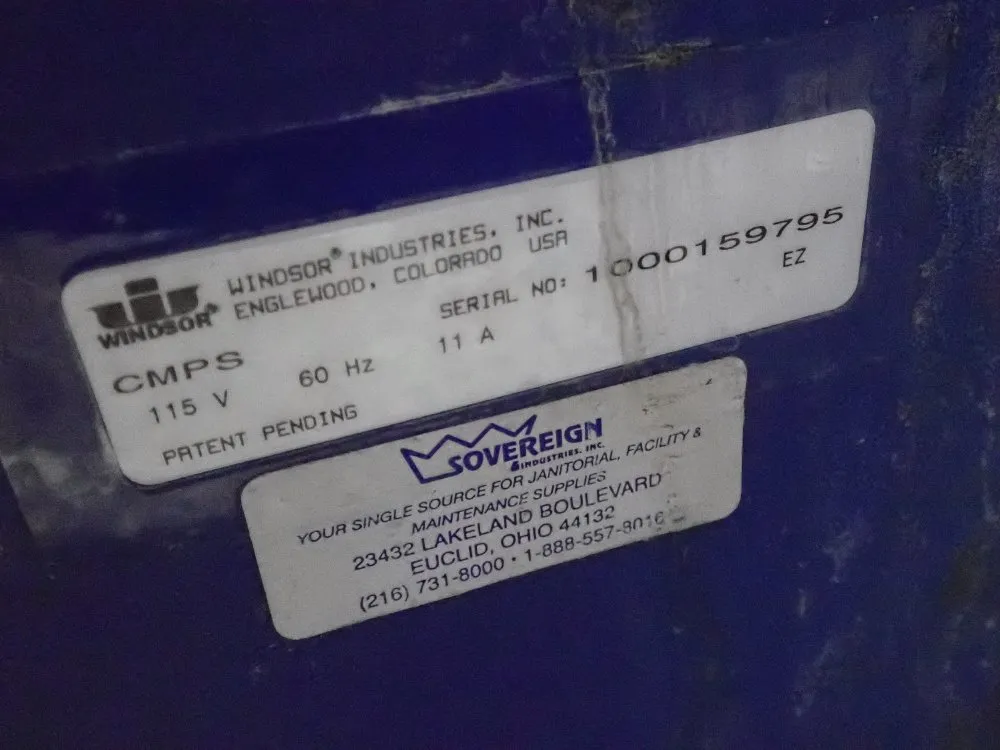 WINDSOR®
WINDSOR® INDUSTRIES, INC.
ENGLEWOOD, COLORADO USA
CMPS
SERIAL NO: 1000159795
115 V 60 Hz 11 A EZ
PATENT PENDING
SOVEREIGN
INDUSTRIES, INC.
YOUR SINGLE SOURCE FOR JANITORIAL, FACILITY &
MAINTENANCE SUPPLIES
23432 LAKELAND BOULEVARD
EUCLID, OHIO 44132
(216) 731-8000 · 1-888-557-8016